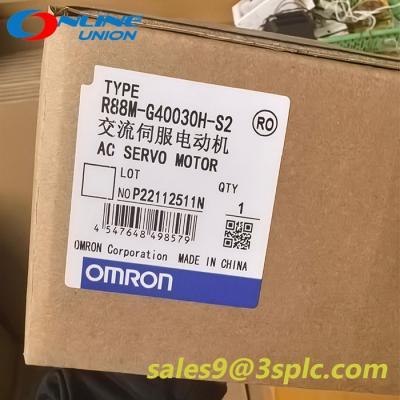 ONLINE
UNION
TYPE
R88M-G40030H-S2
RO
交流伺服电动机
AC SERVO MOTOR
LOT
NO P22112511N
QTY
1
4 547648 498579
OMRON Corporation MADE IN CHINA
OMRON
sales9@3splc.com